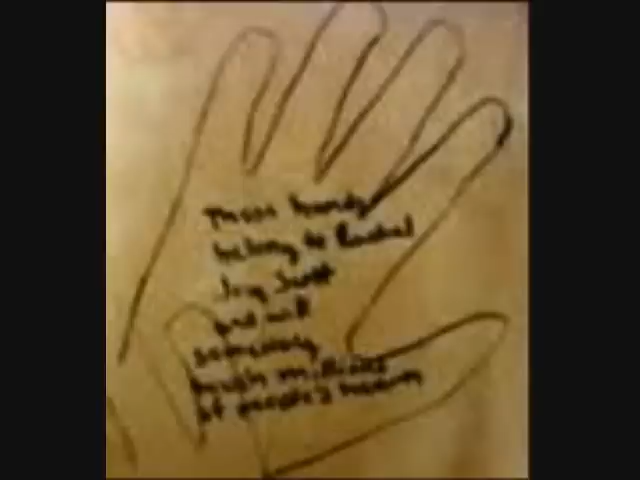 These hands
belong to Rachel
Joy Scott
and will
someday
touch millions
of people's hearts